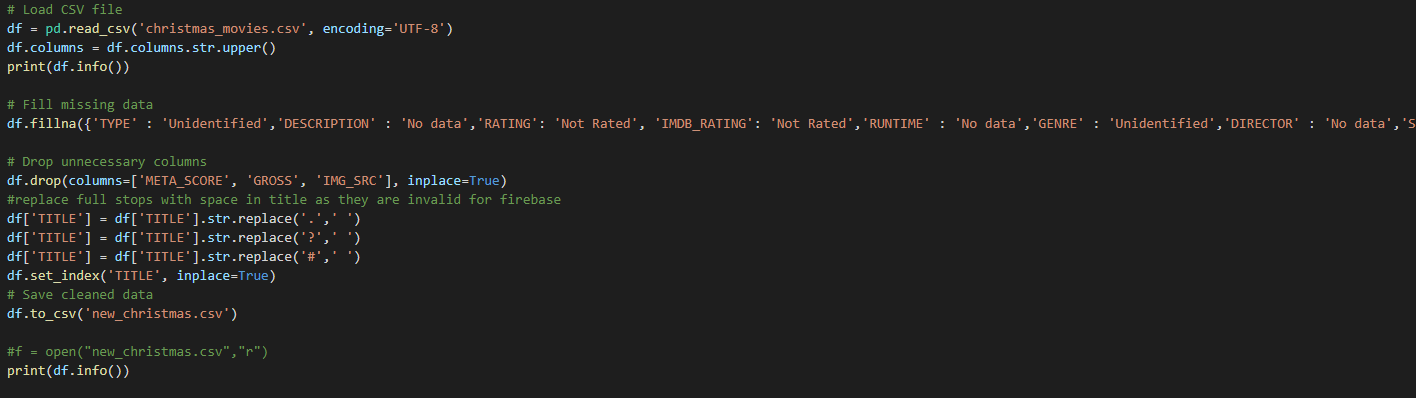 # Load CSV file
df = pd.read_csv('christmas_movies.csv', encoding='UTF-8')
df.columns = df.columns.str.upper()
print(df.info())
# Fill missing data
df.fillna({'TYPE' : 'Unidentified','DESCRIPTION' : 'No data','RATING': 'Not Rated', 'IMDB_RATING': 'Not Rated','RUNTIME' : 'No data','GENRE' : 'Unidentified','DIRECTOR' : 'No data','S
# Drop unnecessary columns
df.drop(columns=['META_SCORE', 'GROSS', 'IMG_SRC'], inplace=True)
#replace full stops with space in title as they are invalid for firebase
df['TITLE'] = df['TITLE'].str.replace('.',' ')
df['TITLE'] = df['TITLE'].str.replace('?',' ')
df['TITLE'] = df['TITLE'].str.replace('#',' ')
df.set_index('TITLE', inplace=True)
# Save cleaned data
df.to_csv('new_christmas.csv')
#f = open("new_christmas.csv","r")
print(df.info())